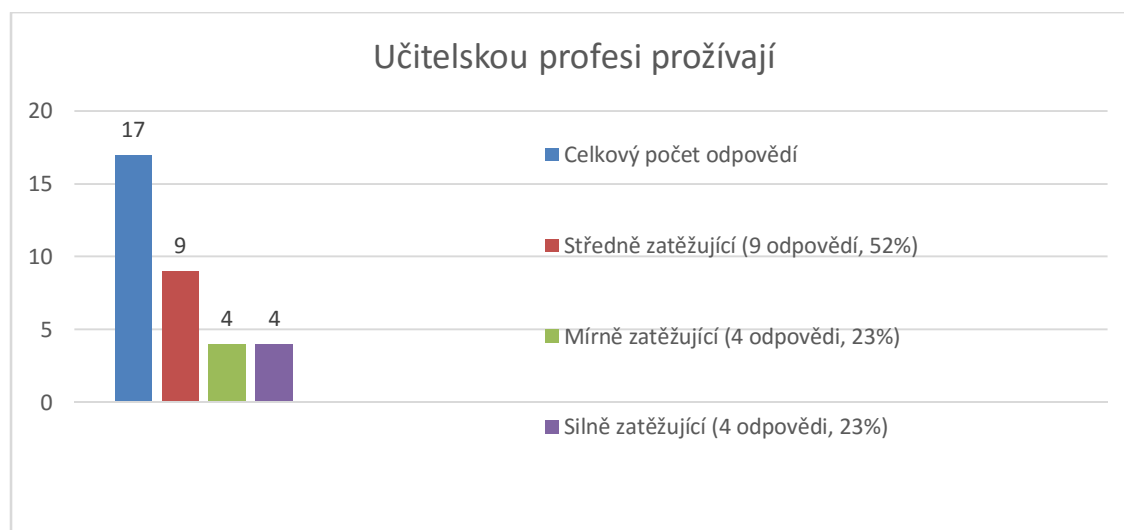 Učitelskou profesi prožívají
20
17
15
9
10
4
4
5
0
Celkový počet odpovědí
Středně zatěžující (9 odpovědí, 52%)
Mírně zatěžující (4 odpovědi, 23%)
Silně zatěžující (4 odpovědi, 23%)